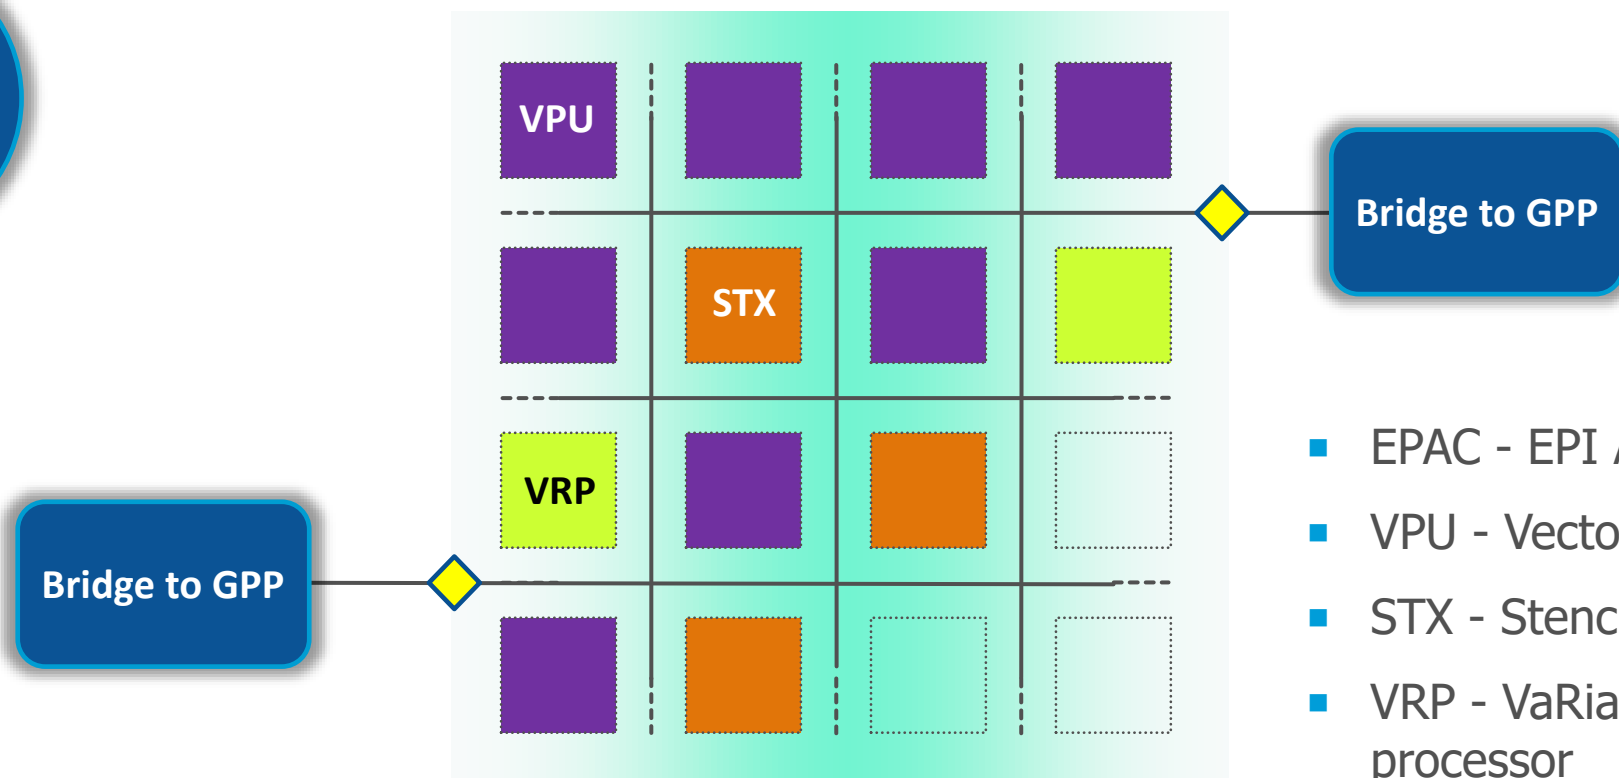 VPU
Bridge to GPP
STX
VRP
Bridge to GPP
EPAC - EPI
VPU - Vecto
STX - Stenc
VRP - VaRia
processor